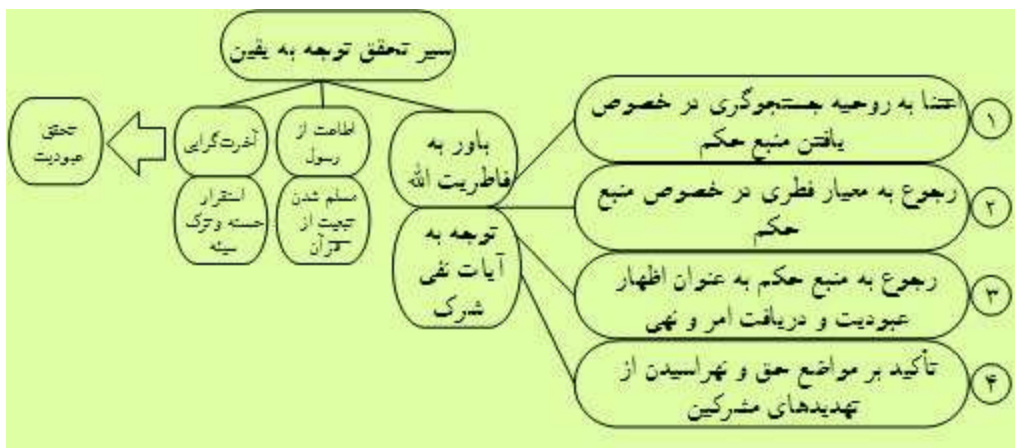 سیر تحقق توجه به یقین
اعتنا به روحیه جستجوگری در خصوص
یافتن منبع حکم
۱
رجوع به معیار فطری در خصوص منبع
حکم
۲
رجوع به منبع حکم به عنوان اظهار
عبودیت و دریافت امر و نهی
۳
تأکید بر مواضع حق و نهراسیدن از
تهدیدهای مشرکین
۴
باور به
فاطریت الله
توجه به
آیات نفی
شرک
اطاعت از
رسول
مسلم شدن
تبعیت از
قرآن
آخرت‌گرایی
استقرار
حسنه و ترک
سیئه
تحقق
عبودیت